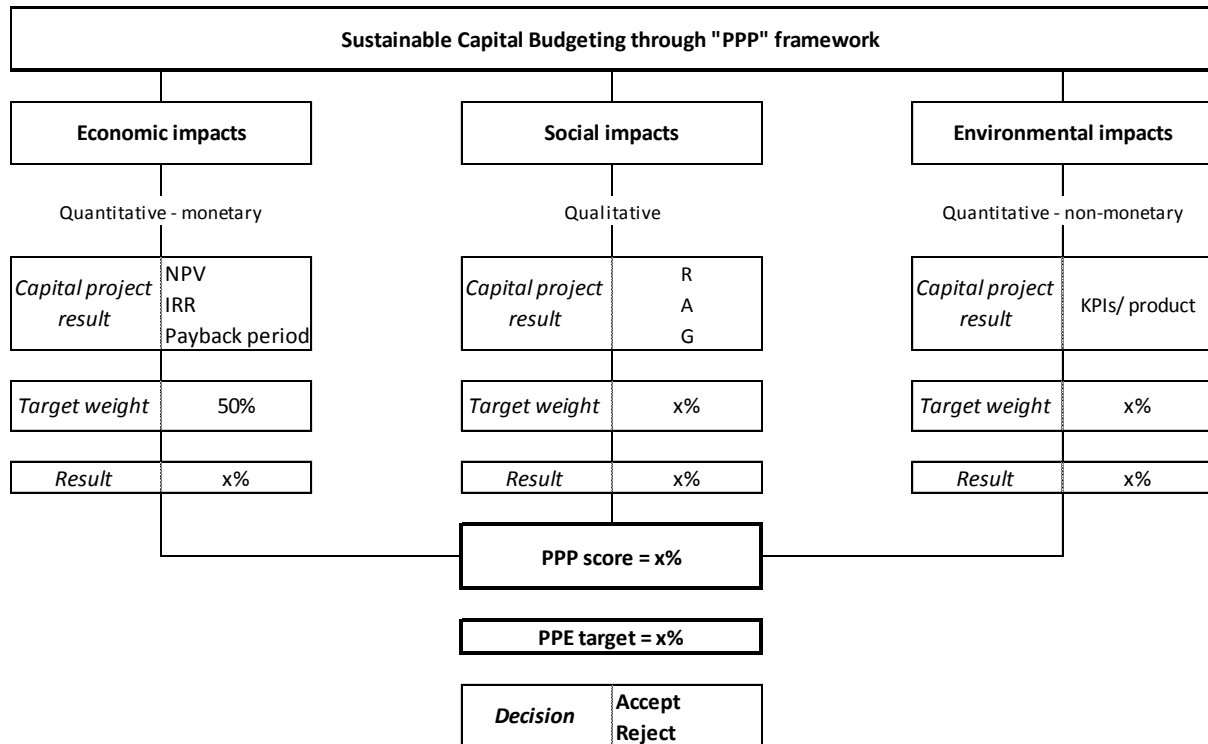 Sustainable Capital Budgeting through "PPP" framework
Economic impacts
Social impacts
Environmental impacts
Quantitative - monetary
Qualitative
Quantitative - non-monetary
Capital project
result
NPV
IRR
Payback period
Capital project
result
R
A
G
Capital project
result
KPIs/ product
Target weight
50%
Target weight
x%
Target weight
x%
Result
x%
Result
x%
Result
x%
PPP score = x%
PPE target = x%
Decision
Accept
Reject